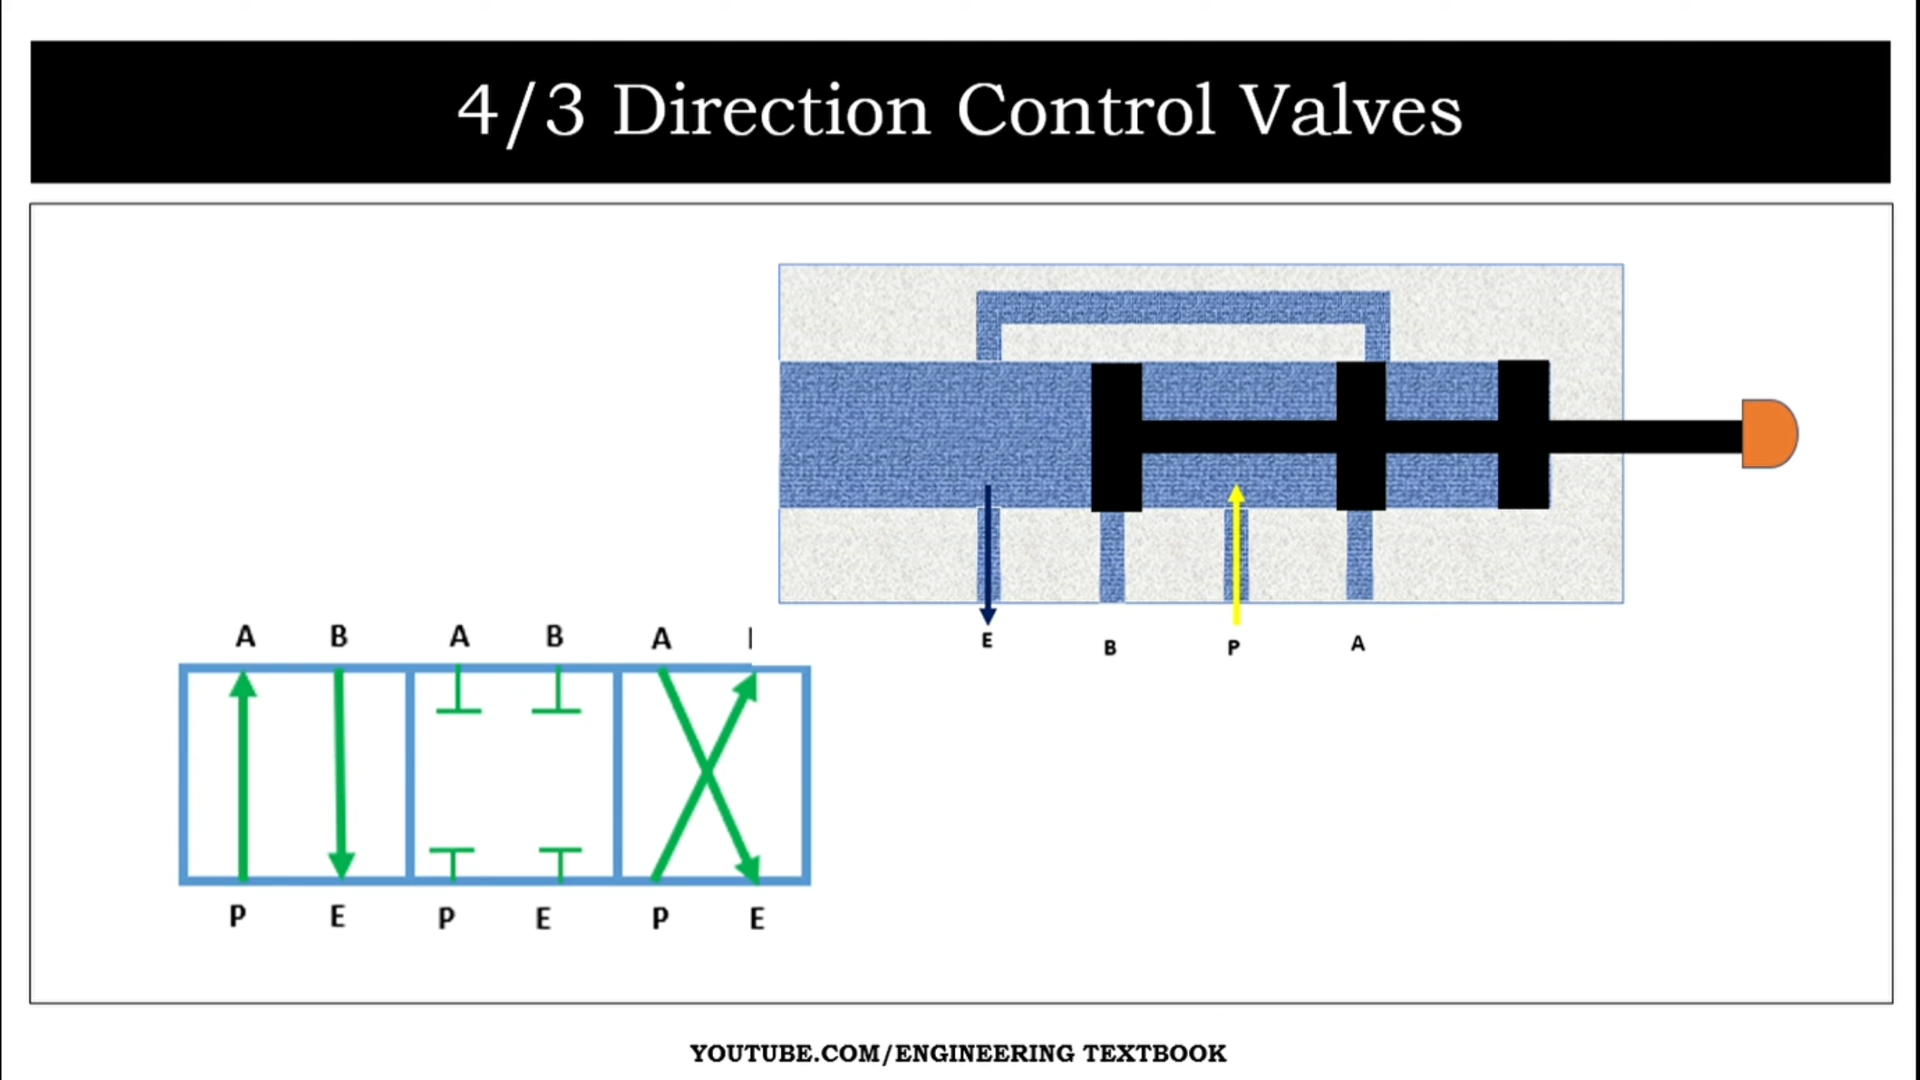 4/3 Direction Control Valves
E B P A
A B A B A
P E P E P E
YOUTUBE.COM/ENGINEERING TEXTBOOK